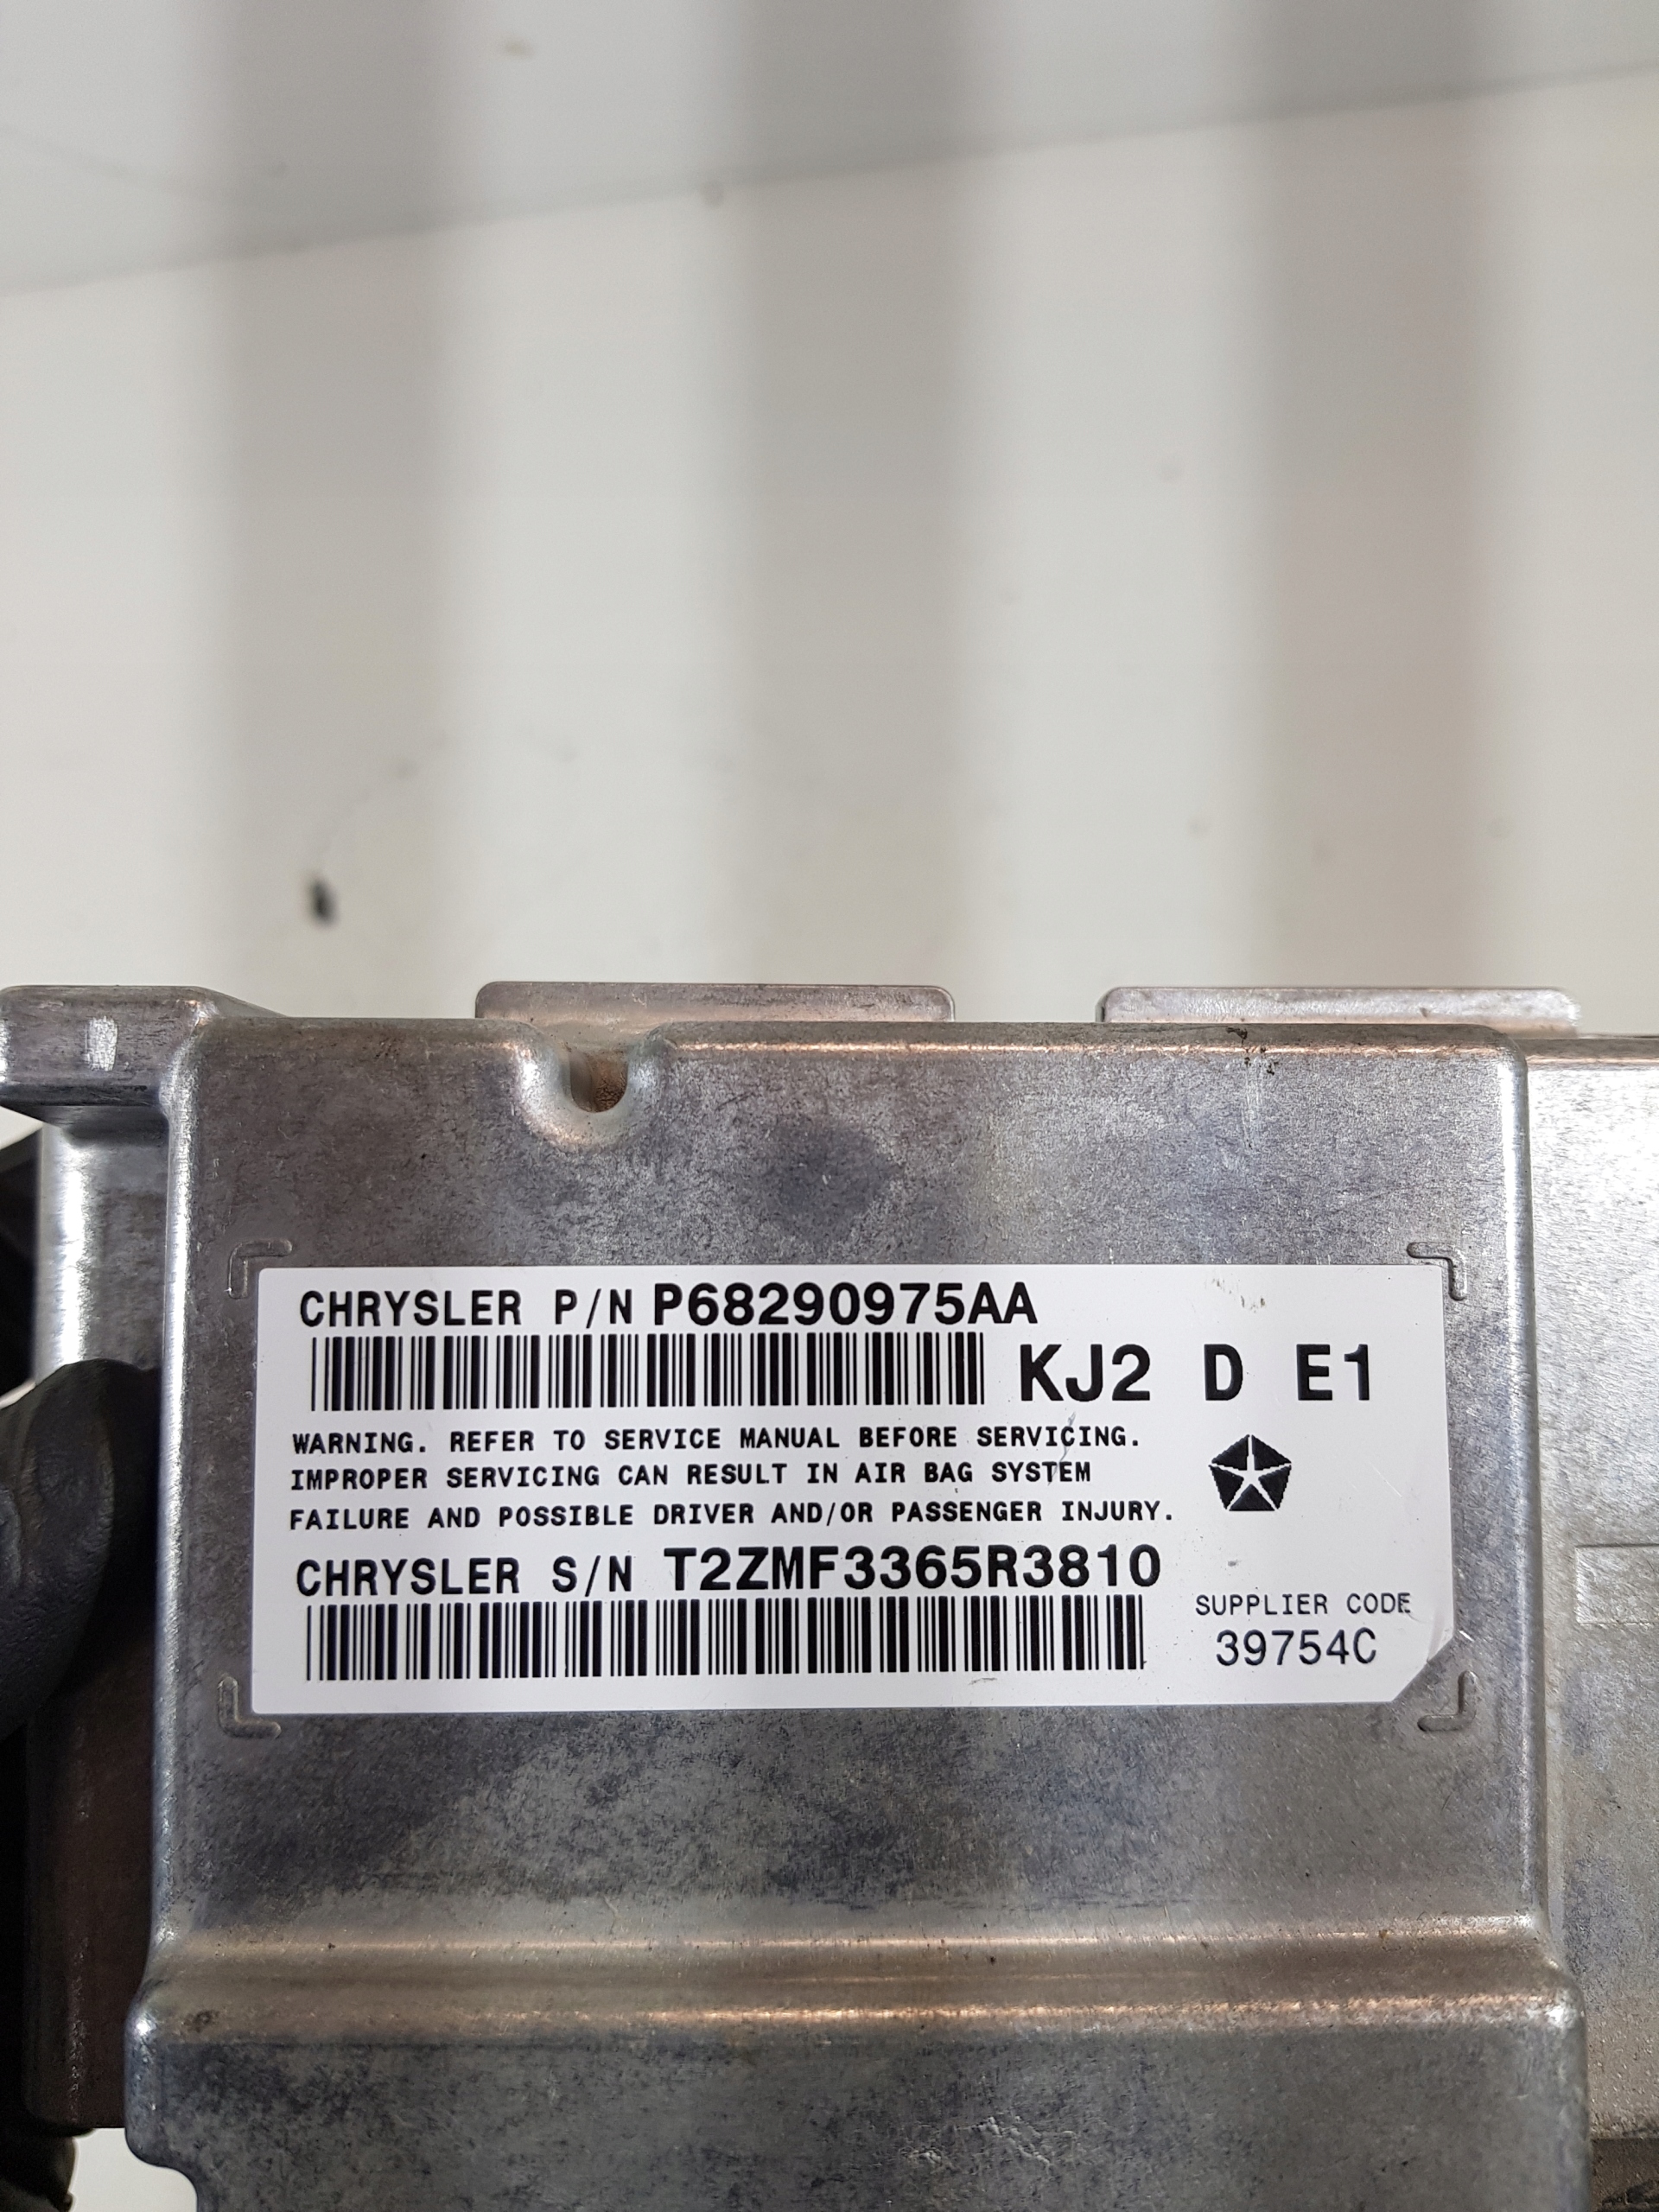 CHRYSLER P/N P68290975AA
KJ2 D E1
WARNING. REFER TO SERVICE MANUAL BEFORE SERVICING.
IMPROPER SERVICING CAN RESULT IN AIR BAG SYSTEM
FAILURE AND POSSIBLE DRIVER AND/OR PASSENGER INJURY.
CHRYSLER S/N T2ZMF3365R3810
SUPPLIER CODE
39754C